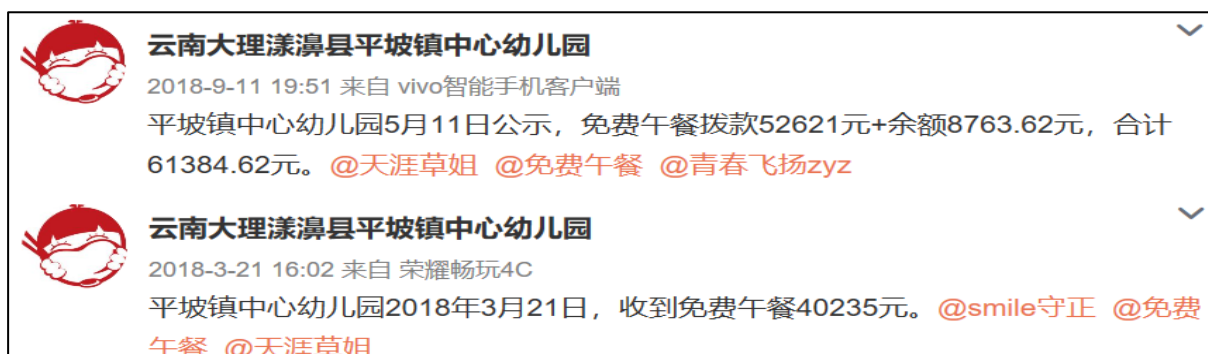 云南大理漾濞县平坡镇中心幼儿园
2018-9-11 19:51 来自 vivo智能手机客户端
平坡镇中心幼儿园5月11日公示，免费午餐拨款52621元+余额8763.62元，合计
61384.62元。@天涯草姐 @免费午餐 @青春飞扬zyz
云南大理漾濞县平坡镇中心幼儿园
2018-3-21 16:02 来自 荣耀畅玩4C
平坡镇中心幼儿园2018年3月21日，收到免费午餐40235元。@smile守正 @免费
午餐 @天涯草姐